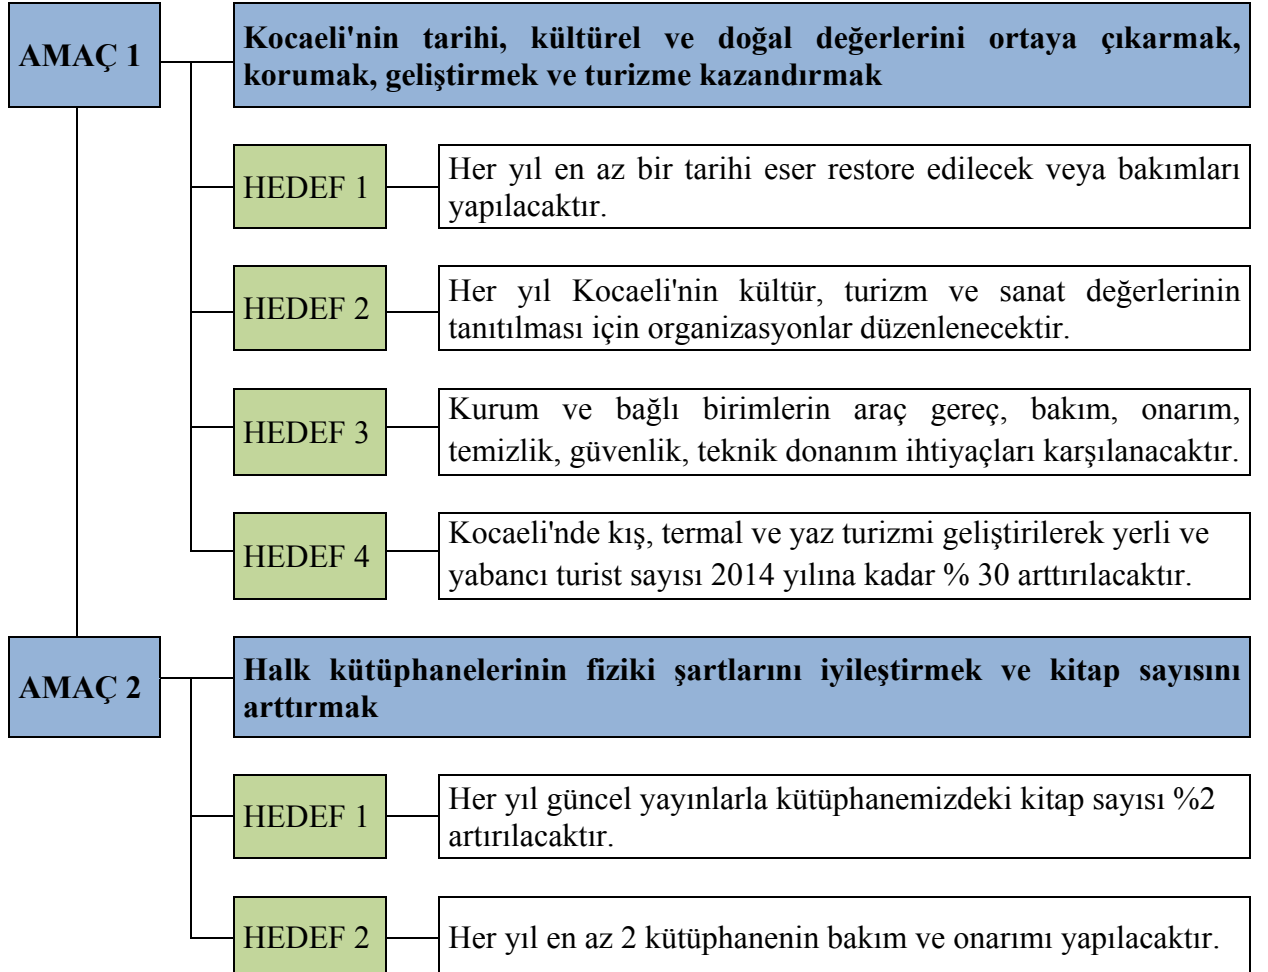 AMAÇ 1
Kocaeli'nin tarihi, kültürel ve doğal değerlerini ortaya çıkarmak,
korumak, geliştirmek ve turizme kazandırmak
HEDEF 1
Her yıl en az bir tarihi eser restore edilecek veya bakımları
yapılacaktır.
HEDEF 2
Her yıl Kocaeli'nin kültür, turizm ve sanat değerlerinin
tanıtılması için organizasyonlar düzenlenecektir.
HEDEF 3
Kurum ve bağlı birimlerin araç gereç, bakım, onarım,
temizlik, güvenlik, teknik donanım ihtiyaçları karşılanacaktır.
HEDEF 4
Kocaeli'nde kış, termal ve yaz turizmi geliştirilerek yerli ve
yabancı turist sayısı 2014 yılına kadar % 30 arttırılacaktır.
AMAÇ 2
Halk kütüphanelerinin fiziki şartlarını iyileştirmek ve kitap sayısını
arttırmak
HEDEF 1
Her yıl güncel yayınlarla kütüphanemizdeki kitap sayısı %2
artırılacaktır.
HEDEF 2
Her yıl en az 2 kütüphanenin bakım ve onarımı yapılacaktır.